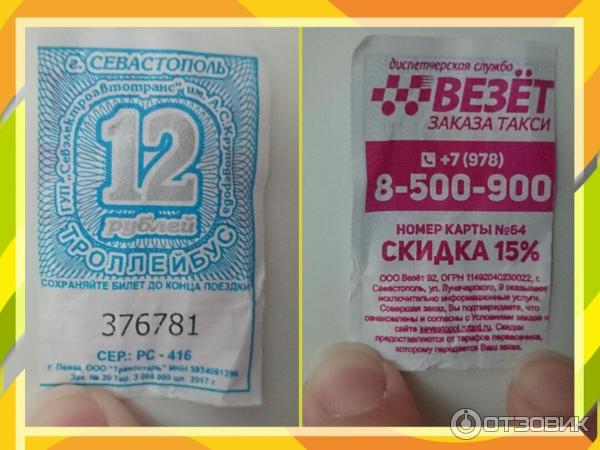 г. СЕВАСТОПОЛЬ
ГУП „Севэлектроавтотранс" им. А.С. Круподерова
12
рублей
ТРОЛЛЕЙБУС
СОХРАНЯЙТЕ БИЛЕТ ДО КОНЦА ПОЕЗДКИ
376781
СЕР.: РС - 416
г. Пенза, ООО "Трансталь" ИНН 5834061298
Зак. № 20 Тир. 3 000 000 шт. 2017 г
диспетчерская служба
ВЕЗЁТ
ЗАКАЗА ТАКСИ
+7 (978)
8-500-900
НОМЕР КАРТЫ №64
СКИДКА 15%
ООО Везёт 92, ОГРН 11492040230022, г.
Севастополь, ул. Луначарского, 9 оказывает
исключительно информационные услуги.
Совершая заказ, Вы подтверждаете, что
ознакомлены и согласны с Условиями заказа на
сайте sevastopol.rutaxi.ru. Скидки
предоставляются от тарифов перевозчика,
которому передается Ваш заказ.
ОТЗОВИК